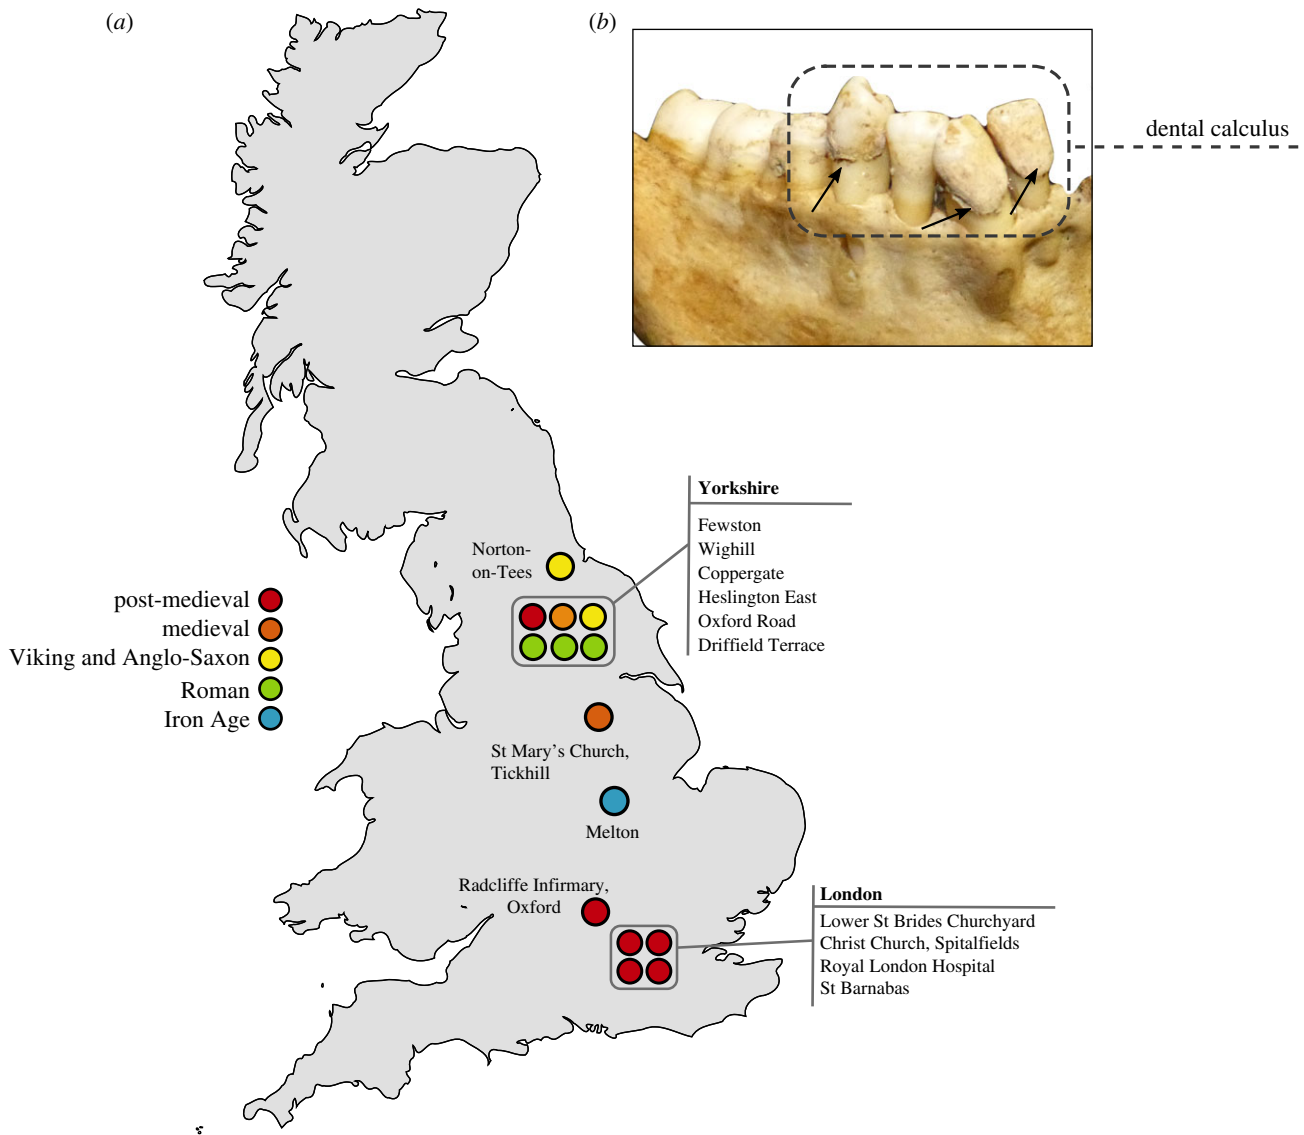 (a)
(b)
dental calculus
Yorkshire
Fewston
Wighill
Coppergate
Heslington East
Oxford Road
Driffield Terrace
Norton-
on-Tees
post-medieval
medieval
Viking and Anglo-Saxon
Roman
Iron Age
St Mary's Church,
Tickhill
Melton
Radcliffe Infirmary,
Oxford
London
Lower St Brides Churchyard
Christ Church, Spitalfields
Royal London Hospital
St Barnabas